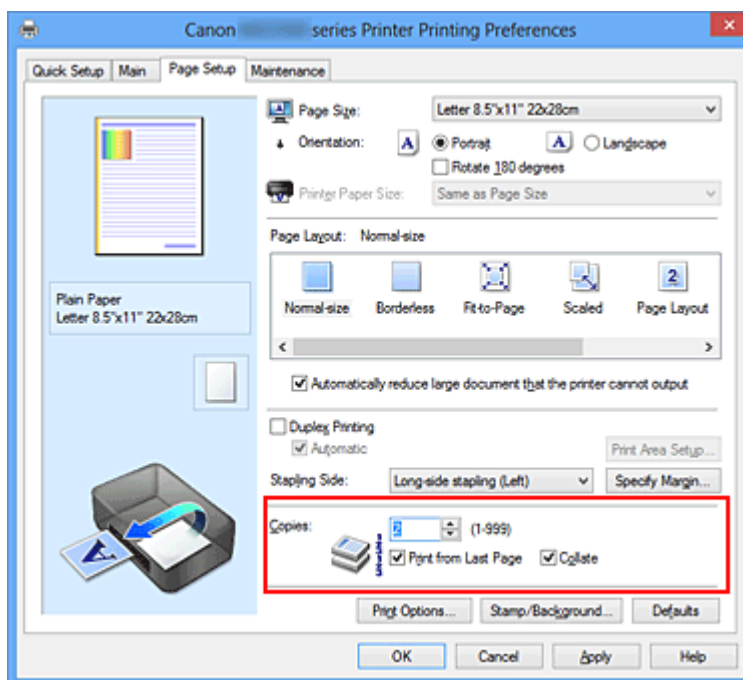 Canon series Printer Printing Preferences
Quick Setup Main Page Setup Maintenance
Page Size: Letter 8.5"x11" 22x28cm
Orientation: A Portrait A Landscape
Rotate 180 degrees
Printer Paper Size: Same as Page Size
Page Layout: Normal-size
2
Normal-size Borderless Fit-to-Page Scaled Page Layout
Plain Paper
Letter 8.5"x11" 22x28cm
Automatically reduce large document that the printer cannot output
Duplex Printing
Automatic Print Area Setup...
Stapling Side: Long-side stapling (Left) Specify Margin...
Copies: 2 (1-999)
Print from Last Page Collate
A
Print Options... Stamp/Background... Defaults
OK Cancel Apply Help